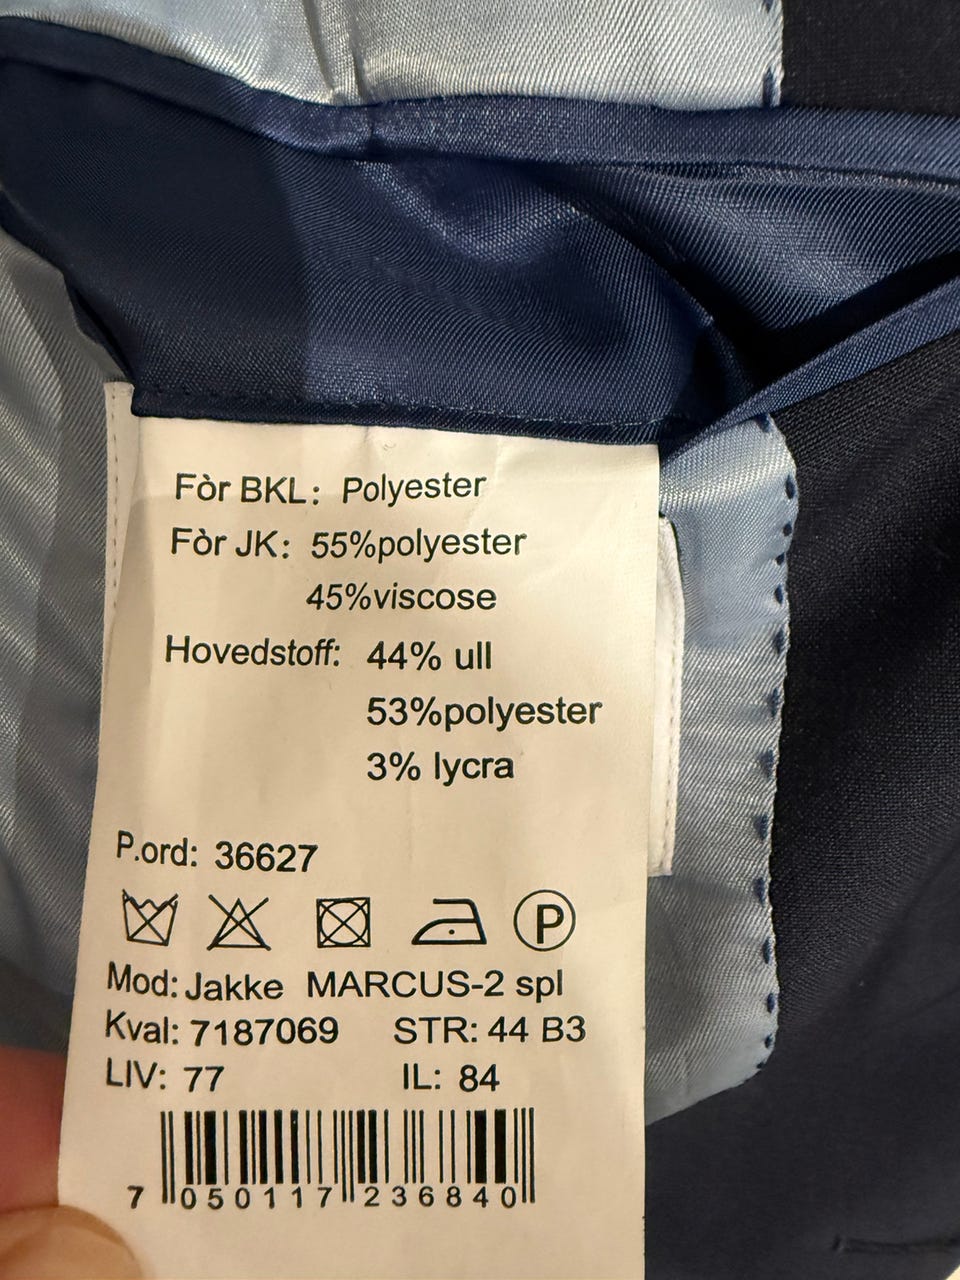 Fòr BKL: Polyester
Fòr JK: 55%polyester
45%viscose
Hovedstoff: 44% ull
53%polyester
3% lycra
P.ord: 36627
P
Mod: Jakke MARCUS-2 spl
Kval: 7187069 STR: 44 B3
LIV: 77 IL: 84
7 050117 236840